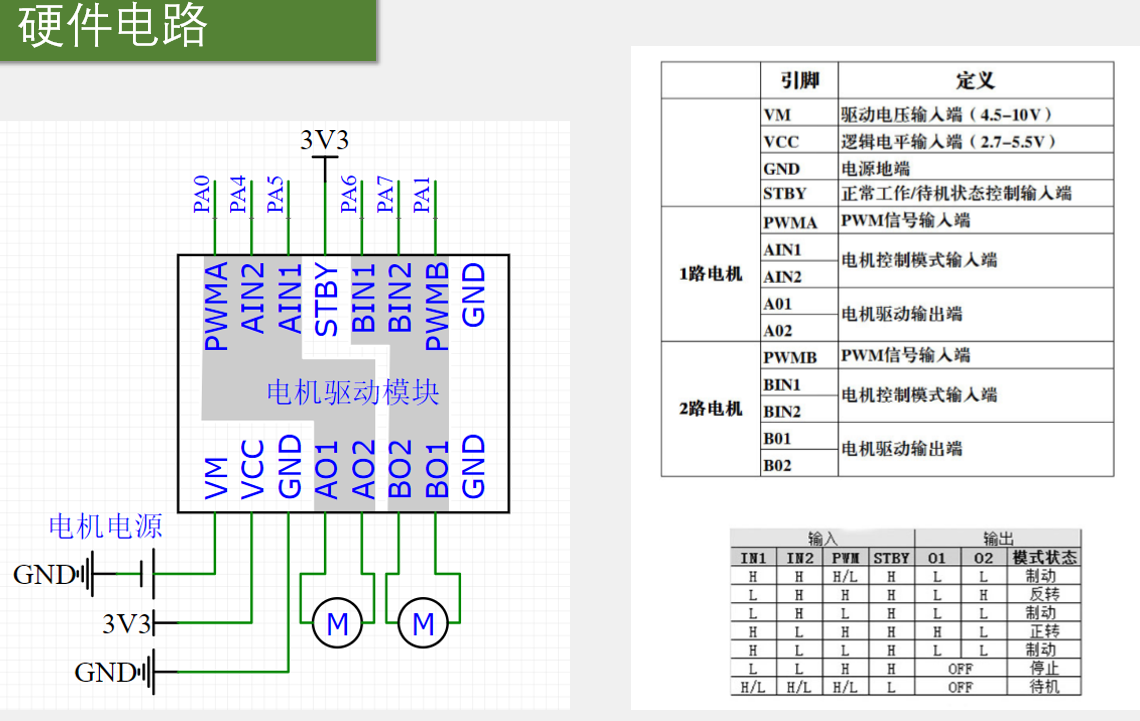 硬件电路
3V3
PA0 PA4 PA5 PA6 PA7 PA1
PWMA AIN2 AIN1 STBY BIN1 BIN2 PWMB GND
电机驱动模块
VM VCC GND AO1 AO2 BO2 BO1 GND
电机电源
GND
3V3
GND
M M
引脚 定义
VM 驱动电压输入端（4.5-10V）
VCC 逻辑电平输入端（2.7-5.5V）
GND 电源地端
STBY 正常工作/待机状态控制输入端
1路电机
PWMA PWM信号输入端
AIN1
电机控制模式输入端
AIN2
A01
电机驱动输出端
A02
2路电机
PWMB PWM信号输入端
BIN1
电机控制模式输入端
BIN2
B01
电机驱动输出端
B02
输入 输出
IN1 IN2 PWM STBY O1 O2 模式状态
H H H/L H L L 制动
L H H H L H 反转
L H L H L L 制动
H L H H H L 正转
H L L H L L 制动
L L H H OFF 停止
H/L H/L H/L L OFF 待机